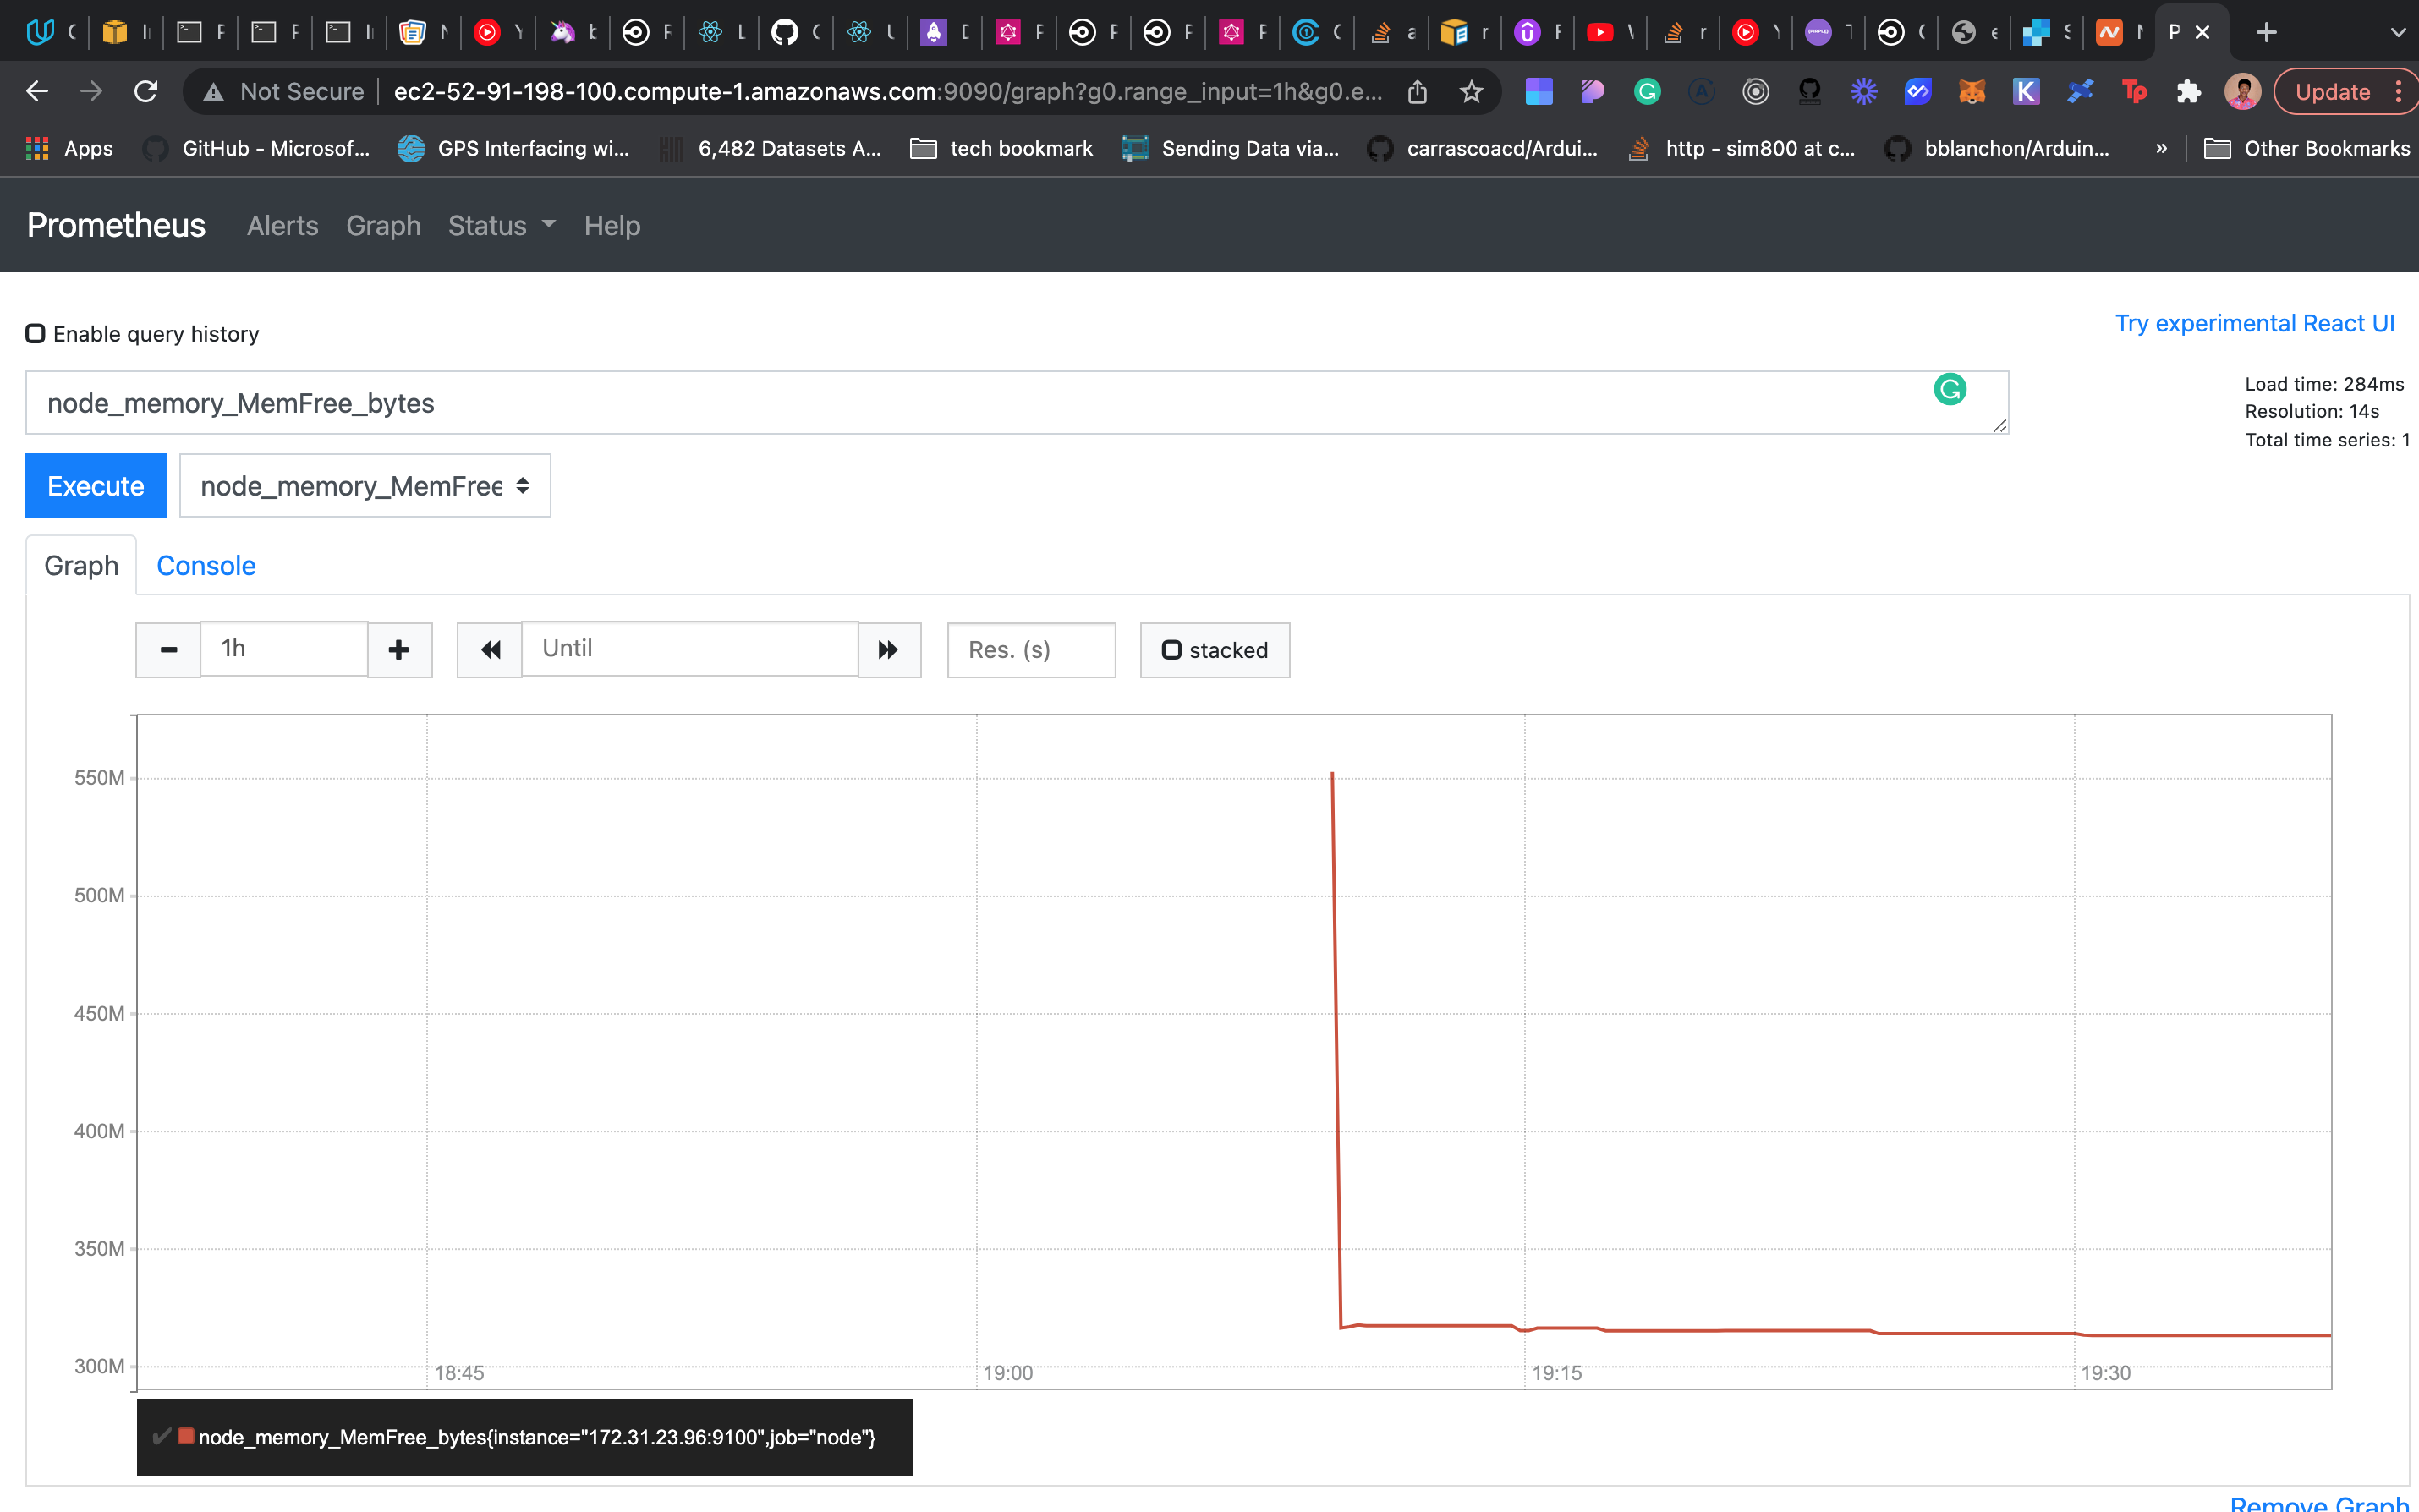 Not Secure
ec2-52-91-198-100.compute-1.amazonaws.com:9090/graph?g0.range_input=1h&g0.e...
Update
Apps
GitHub - Microsof...
GPS Interfacing wi...
6,482 Datasets A...
tech bookmark
Sending Data via...
carrascoacd/Ardui...
http - sim800 at c...
bblanchon/Arduin...
»
Other Bookmarks
Prometheus
Alerts
Graph
Status
Help
Enable query history
Try experimental React UI
node_memory_MemFree_bytes
Load time: 284ms
Resolution: 14s
Total time series: 1
Execute
node_memory_MemFree
Graph
Console
1h
Until
Res. (s)
stacked
550M
500M
450M
400M
350M
300M
18:45
19:00
19:15
19:30
node_memory_MemFree_bytes{instance="172.31.23.96:9100",job="node"}
Remove Graph